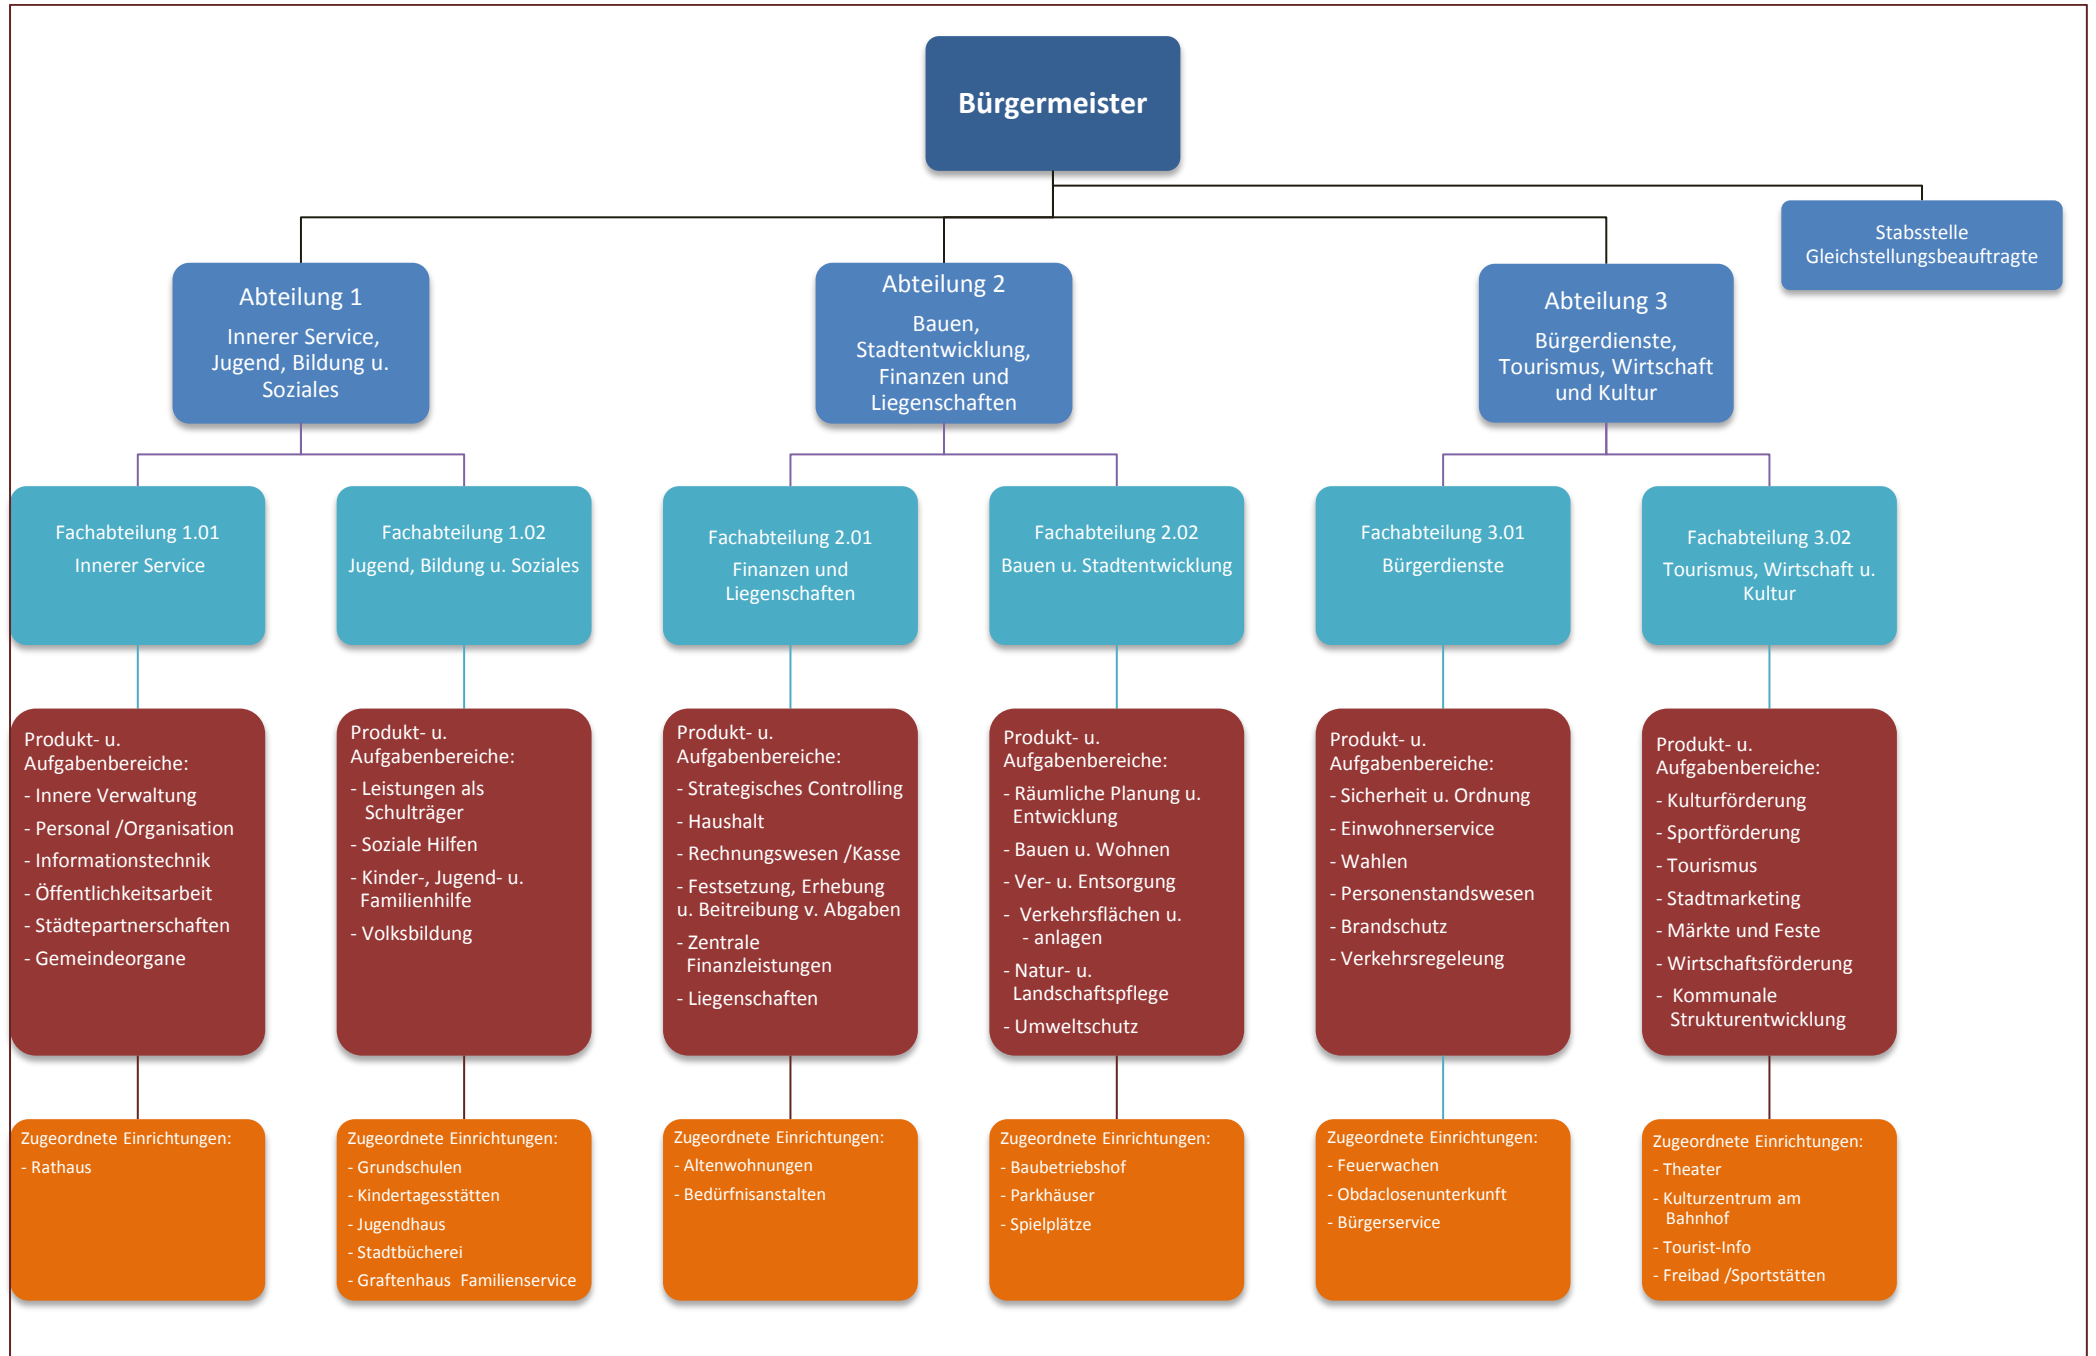 Bürgermeister
Stabsstelle
Gleichstellungsbeauftragte
Abteilung 1
Innerer Service,
Jugend, Bildung u.
Soziales
Abteilung 2
Bauen,
Stadtentwicklung,
Finanzen und
Liegenschaften
Abteilung 3
Bürgerdienste,
Tourismus, Wirtschaft
und Kultur
Fachabteilung 1.01
Innerer Service
Fachabteilung 1.02
Jugend, Bildung u. Soziales
Fachabteilung 2.01
Finanzen und
Liegenschaften
Fachabteilung 2.02
Bauen u. Stadtentwicklung
Fachabteilung 3.01
Bürgerdienste
Fachabteilung 3.02
Tourismus, Wirtschaft u.
Kultur
Produkt- u.
Aufgabenbereiche:
- Innere Verwaltung
- Personal /Organisation
- Informationstechnik
- Öffentlichkeitsarbeit
- Städtepartnerschaften
- Gemeindeorgane
Produkt- u.
Aufgabenbereiche:
- Leistungen als
Schulträger
- Soziale Hilfen
- Kinder-, Jugend- u.
Familienhilfe
- Volksbildung
Produkt- u.
Aufgabenbereiche:
- Strategisches Controlling
- Haushalt
- Rechnungswesen /Kasse
- Festsetzung, Erhebung
u. Beitreibung v. Abgaben
- Zentrale
Finanzleistungen
- Liegenschaften
Produkt- u.
Aufgabenbereiche:
- Räumliche Planung u.
Entwicklung
- Bauen u. Wohnen
- Ver- u. Entsorgung
- Verkehrsflächen u.
- anlagen
- Natur- u.
Landschaftspflege
- Umweltschutz
Produkt- u.
Aufgabenbereiche:
- Sicherheit u. Ordnung
- Einwohnerservice
- Wahlen
- Personenstandswesen
- Brandschutz
- Verkehrsregeleung
Produkt- u.
Aufgabenbereiche:
- Kulturförderung
- Sportförderung
- Tourismus
- Stadtmarketing
- Märkte und Feste
- Wirtschaftsförderung
- Kommunale
Strukturentwicklung
Zugeordnete Einrichtungen:
- Rathaus
Zugeordnete Einrichtungen:
- Grundschulen
- Kindertagesstätten
- Jugendhaus
- Stadtbücherei
- Graftenhaus Familienservice
Zugeordnete Einrichtungen:
- Altenwohnungen
- Bedürfnisanstalten
Zugeordnete Einrichtungen:
- Baubetriebshof
- Parkhäuser
- Spielplätze
Zugeordnete Einrichtungen:
- Feuerwachen
- Obdaclosenunterkunft
- Bürgerservice
Zugeordnete Einrichtungen:
- Theater
- Kulturzentrum am
Bahnhof
- Tourist-Info
- Freibad /Sportstätten